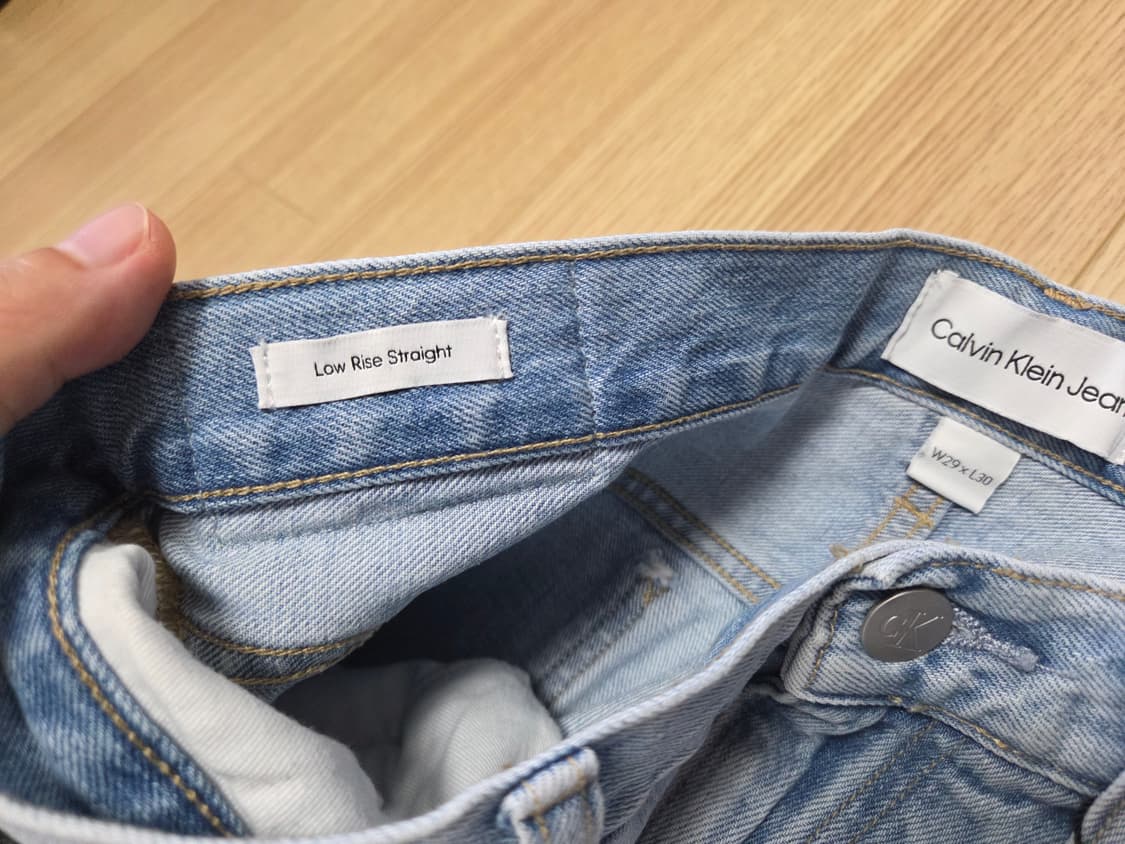 Low Rise Straight
Calvin Klein Jean
W29 x L30
CK